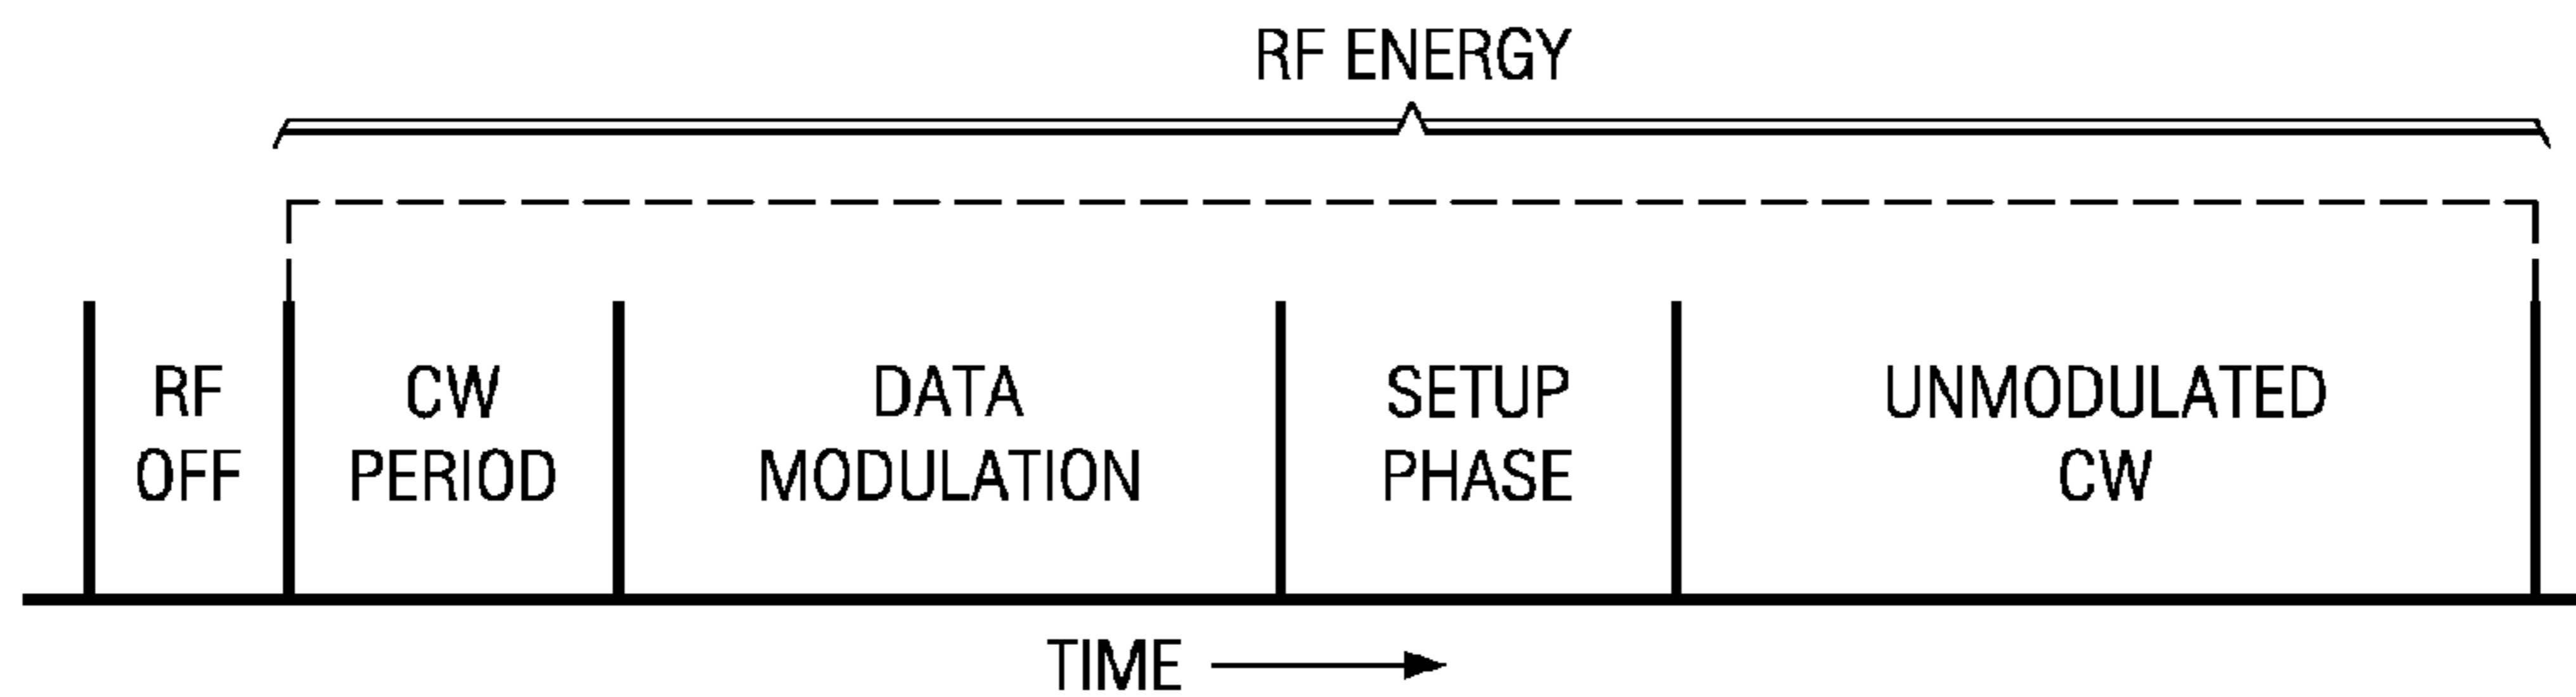 RF ENERGY
RF
OFF
CW
PERIOD
DATA
MODULATION
SETUP
PHASE
UNMODULATED
CW
TIME